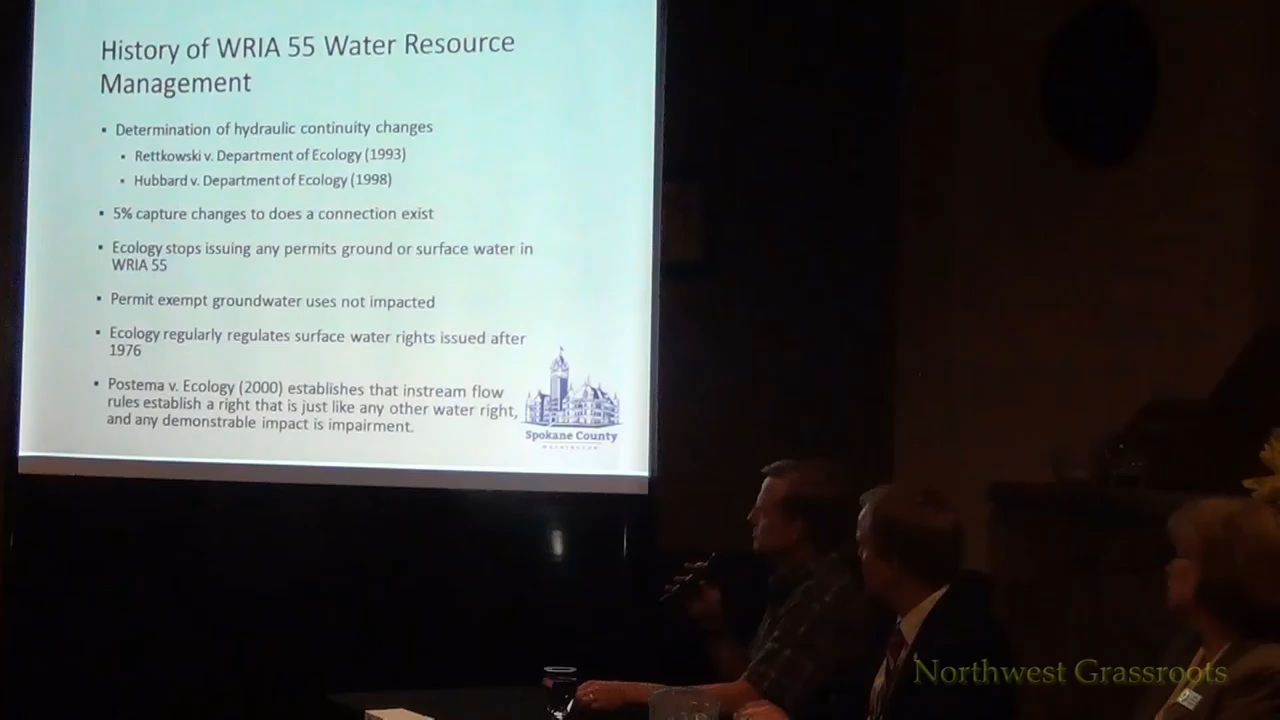 History of WRIA 55 Water Resource
Management
▪ Determination of hydraulic continuity changes
▪ Rettkowski v. Department of Ecology (1993)
▪ Hubbard v. Department of Ecology (1998)
▪ 5% capture changes to does a connection exist
▪ Ecology stops issuing any permits ground or surface water in
WRIA 55
▪ Permit exempt groundwater uses not impacted
▪ Ecology regularly regulates surface water rights issued after
1976
▪ Postema v. Ecology (2000) establishes that instream flow
rules establish a right that is just like any other water right,
and any demonstrable impact is impairment.
Spokane County
WASHINGTON
Northwest Grassroots